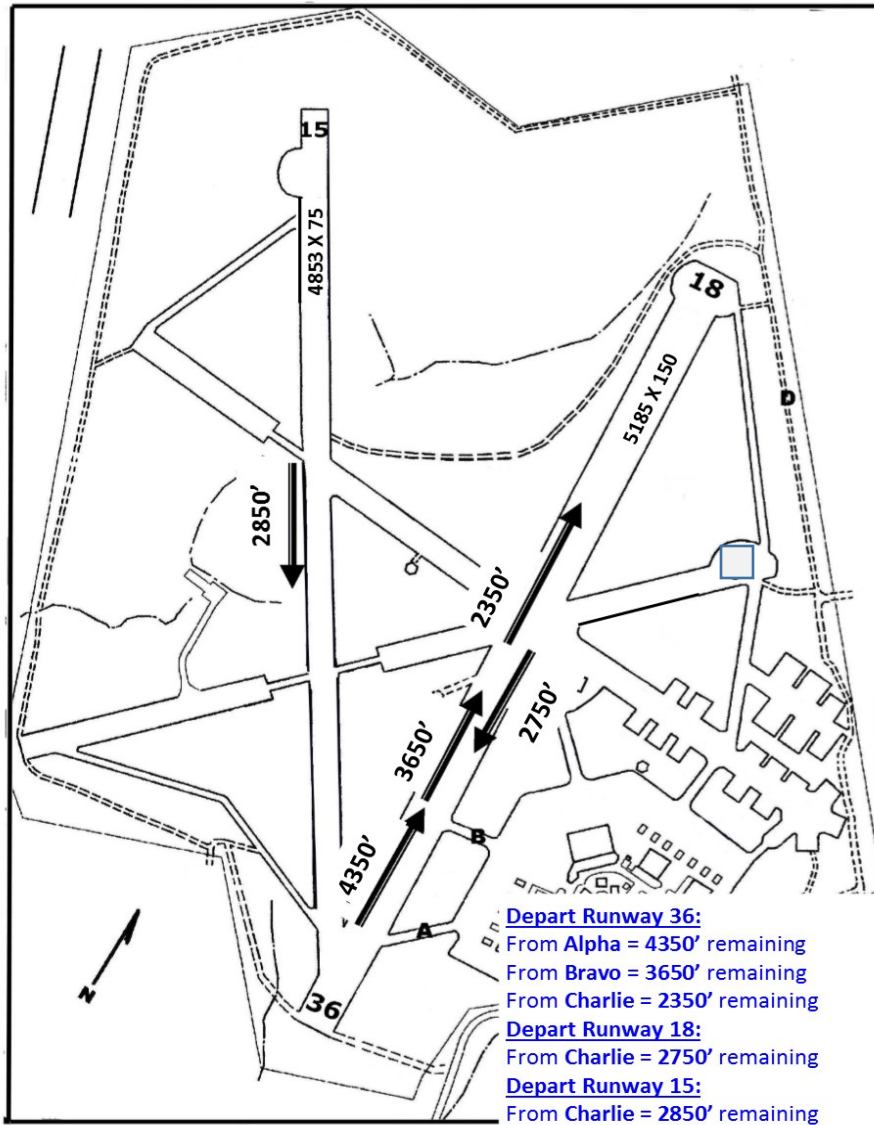 15
4853 X 75
18
5185 X 150
D
2850’
2350’
2750’
3650’
B
4350’
A
N
36
Depart Runway 36:
From Alpha = 4350’ remaining
From Bravo = 3650’ remaining
From Charlie = 2350’ remaining
Depart Runway 18:
From Charlie = 2750’ remaining
Depart Runway 15:
From Charlie = 2850’ remaining